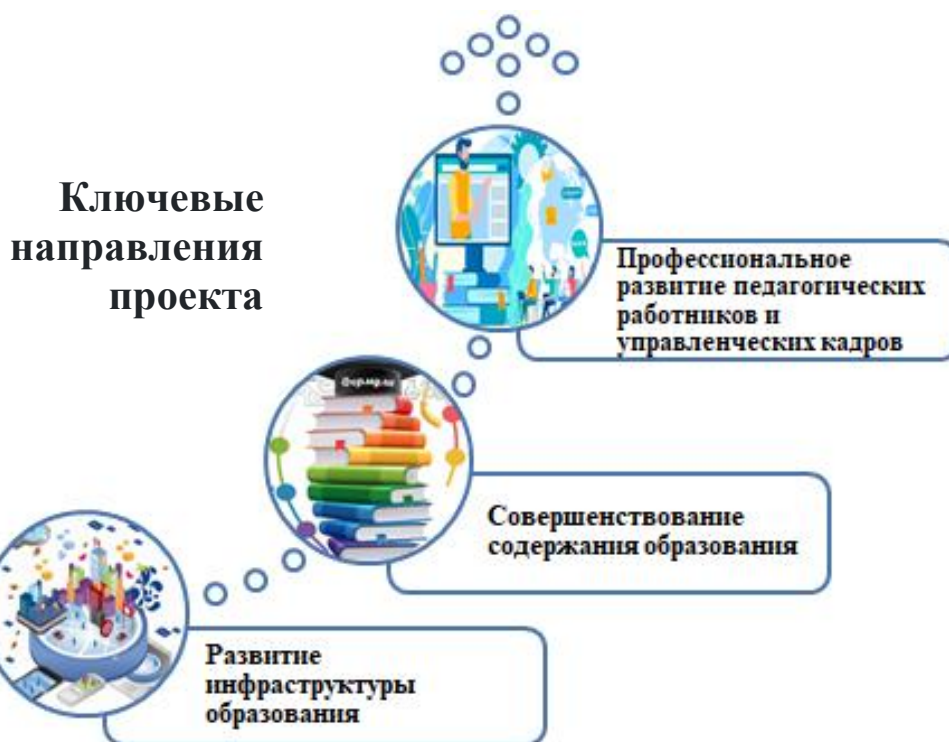 Ключевые
направления
проекта
Профессиональное
развитие педагогических
работников и
управленческих кадров
Совершенствование
содержания образования
Развитие
инфраструктуры
образования